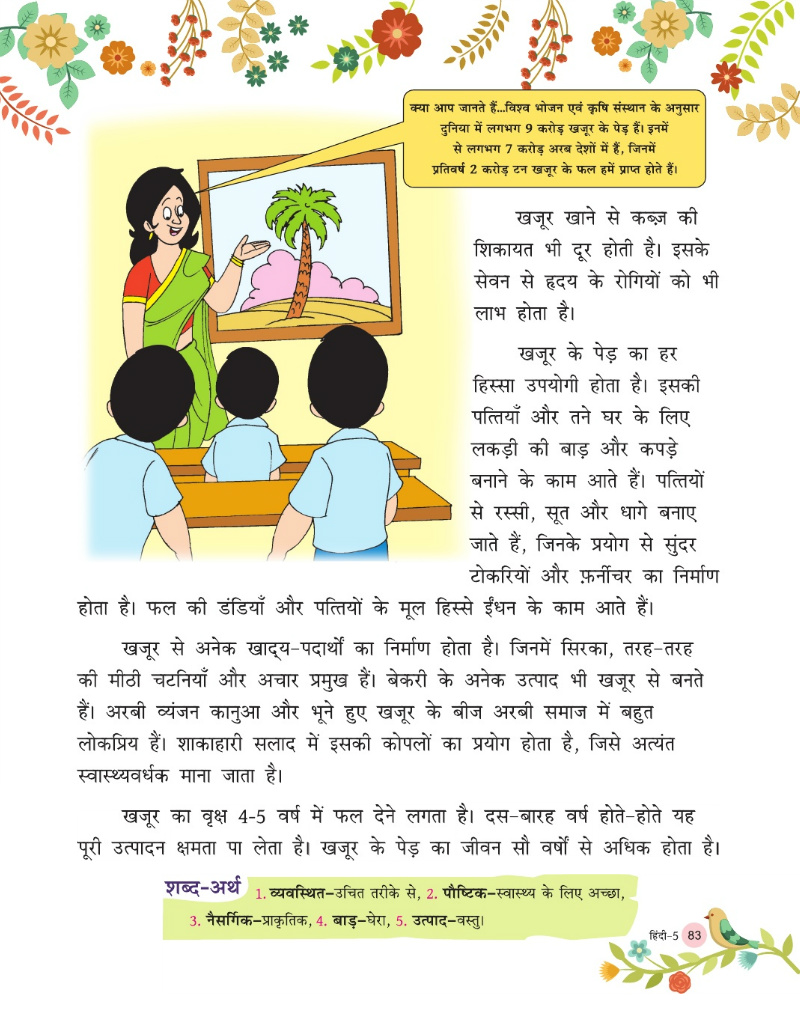 क्या आप जानते हैं...विश्व भोजन एवं कृषि संस्थान के अनुसार
दुनिया में लगभग 9 करोड़ खजूर के पेड़ हैं। इनमें
से लगभग 7 करोड़ अरब देशों में हैं, जिनमें
प्रतिवर्ष 2 करोड़ टन खजूर के फल हमें प्राप्त होते हैं।
खजूर खाने से कब्ज़ की
शिकायत भी दूर होती है। इसके
सेवन से हृदय के रोगियों को भी
लाभ होता है।
खजूर के पेड़ का हर
हिस्सा उपयोगी होता है। इसकी
पत्तियाँ और तने घर के लिए
लकड़ी की बाड़ और कपड़े
बनाने के काम आते हैं। पत्तियों
से रस्सी, सूत और धागे बनाए
जाते हैं, जिनके प्रयोग से सुंदर
टोकरियों और फ़र्नीचर का निर्माण
होता है। फल की डंडियाँ और पत्तियों के मूल हिस्से ईंधन के काम आते हैं।
खजूर से अनेक खाद्य-पदार्थों का निर्माण होता है। जिनमें सिरका, तरह-तरह
की मीठी चटनियाँ और अचार प्रमुख हैं। बेकरी के अनेक उत्पाद भी खजूर से बनते
हैं। अरबी व्यंजन कानुआ और भूने हुए खजूर के बीज अरबी समाज में बहुत
लोकप्रिय हैं। शाकाहारी सलाद में इसकी कोपलों का प्रयोग होता है, जिसे अत्यंत
स्वास्थ्यवर्धक माना जाता है।
खजूर का वृक्ष 4-5 वर्ष में फल देने लगता है। दस-बारह वर्ष होते-होते यह
पूरी उत्पादन क्षमता पा लेता है। खजूर के पेड़ का जीवन सौ वर्षों से अधिक होता है।
शब्द-अर्थ 1. व्यवस्थित-उचित तरीके से, 2. पौष्टिक-स्वास्थ्य के लिए अच्छा,
3. नैसर्गिक-प्राकृतिक, 4. बाड़-घेरा, 5. उत्पाद-वस्तु।
हिंदी-5 83